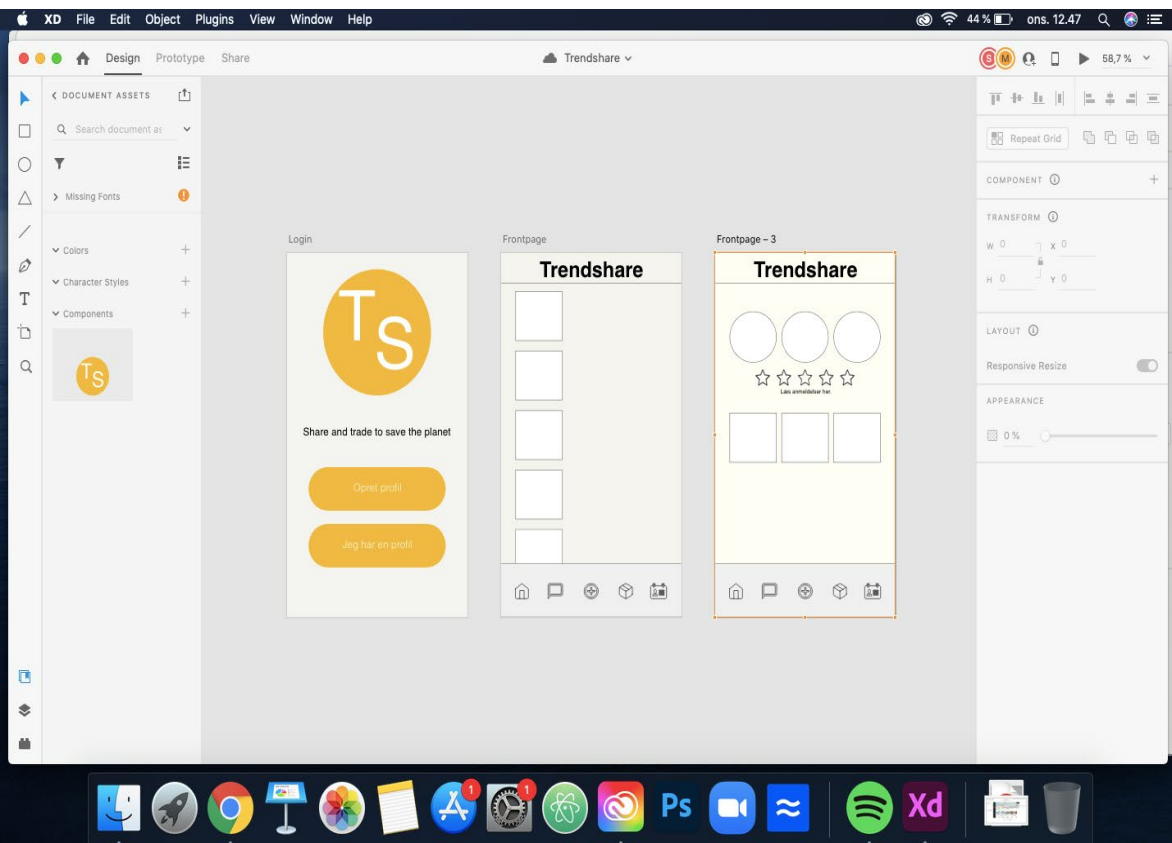 XD File Edit Object Plugins View Window Help 44 % ons. 12.47
Design Prototype Share Trendshare S M 58,7 %
DOCUMENT ASSETS
Search document as
Repeat Grid
COMPONENT
Missing Fonts
TRANSFORM
Login Frontpage Frontpage – 3
W 0 X 0
Colors
Trendshare Trendshare
H 0 Y 0
Character Styles
T
Components
TS
LAYOUT
Responsive Resize
TS
Læs anmeldelser her.
APPEARANCE
Share and trade to save the planet
0 %
Opret profil
Jeg har en profil
1 1 Ps Xd